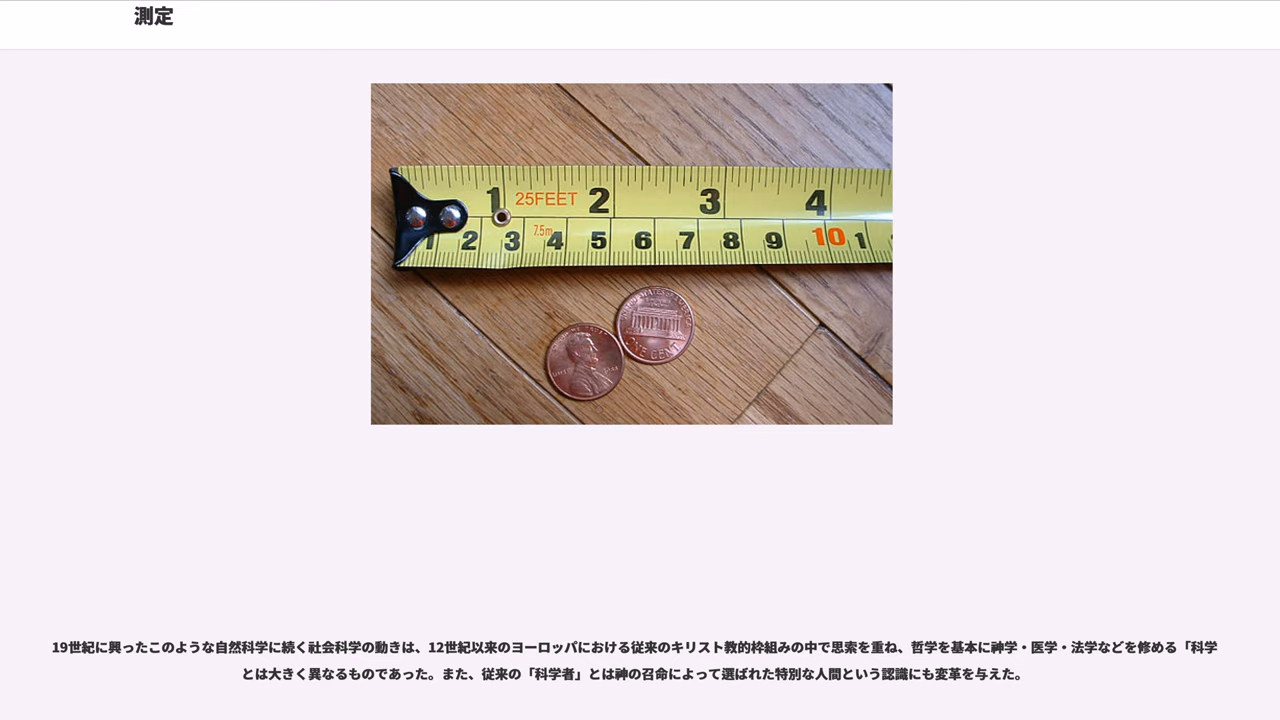 測定
1 25FEET 2 3 4
1 2 3 7.5m 4 5 6 7 8 9 10 1
ONE CENT
19世紀に興ったこのような自然科学に続く社会科学の動きは、12世紀以来のヨーロッパにおける従来のキリスト教的枠組みの中で思索を重ね、哲学を基本に神学・医学・法学などを修める「科学
とは大きく異なるものであった。また、従来の「科学者」とは神の召命によって選ばれた特別な人間という認識にも変革を与えた。